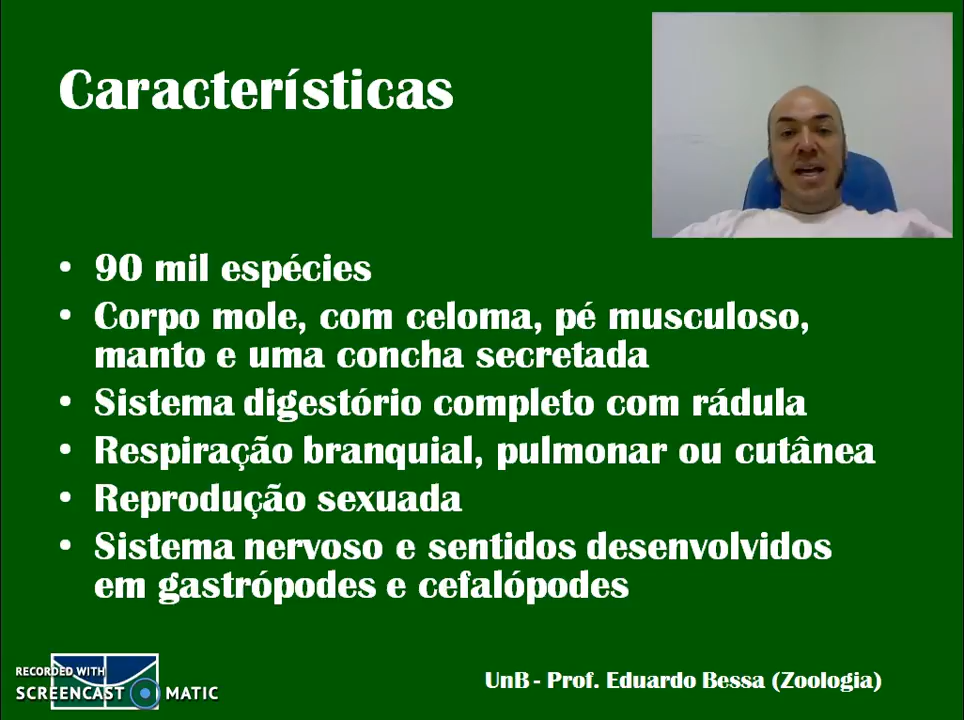 Características
• 90 mil espécies
• Corpo mole, com celoma, pé musculoso,
manto e uma concha secretada
• Sistema digestório completo com rádula
• Respiração branquial, pulmonar ou cutânea
• Reprodução sexuada
• Sistema nervoso e sentidos desenvolvidos
em gastrópodes e cefalópodes
RECORDED WITH
SCREENCAST MATIC
UnB - Prof. Eduardo Bessa (Zoologia)